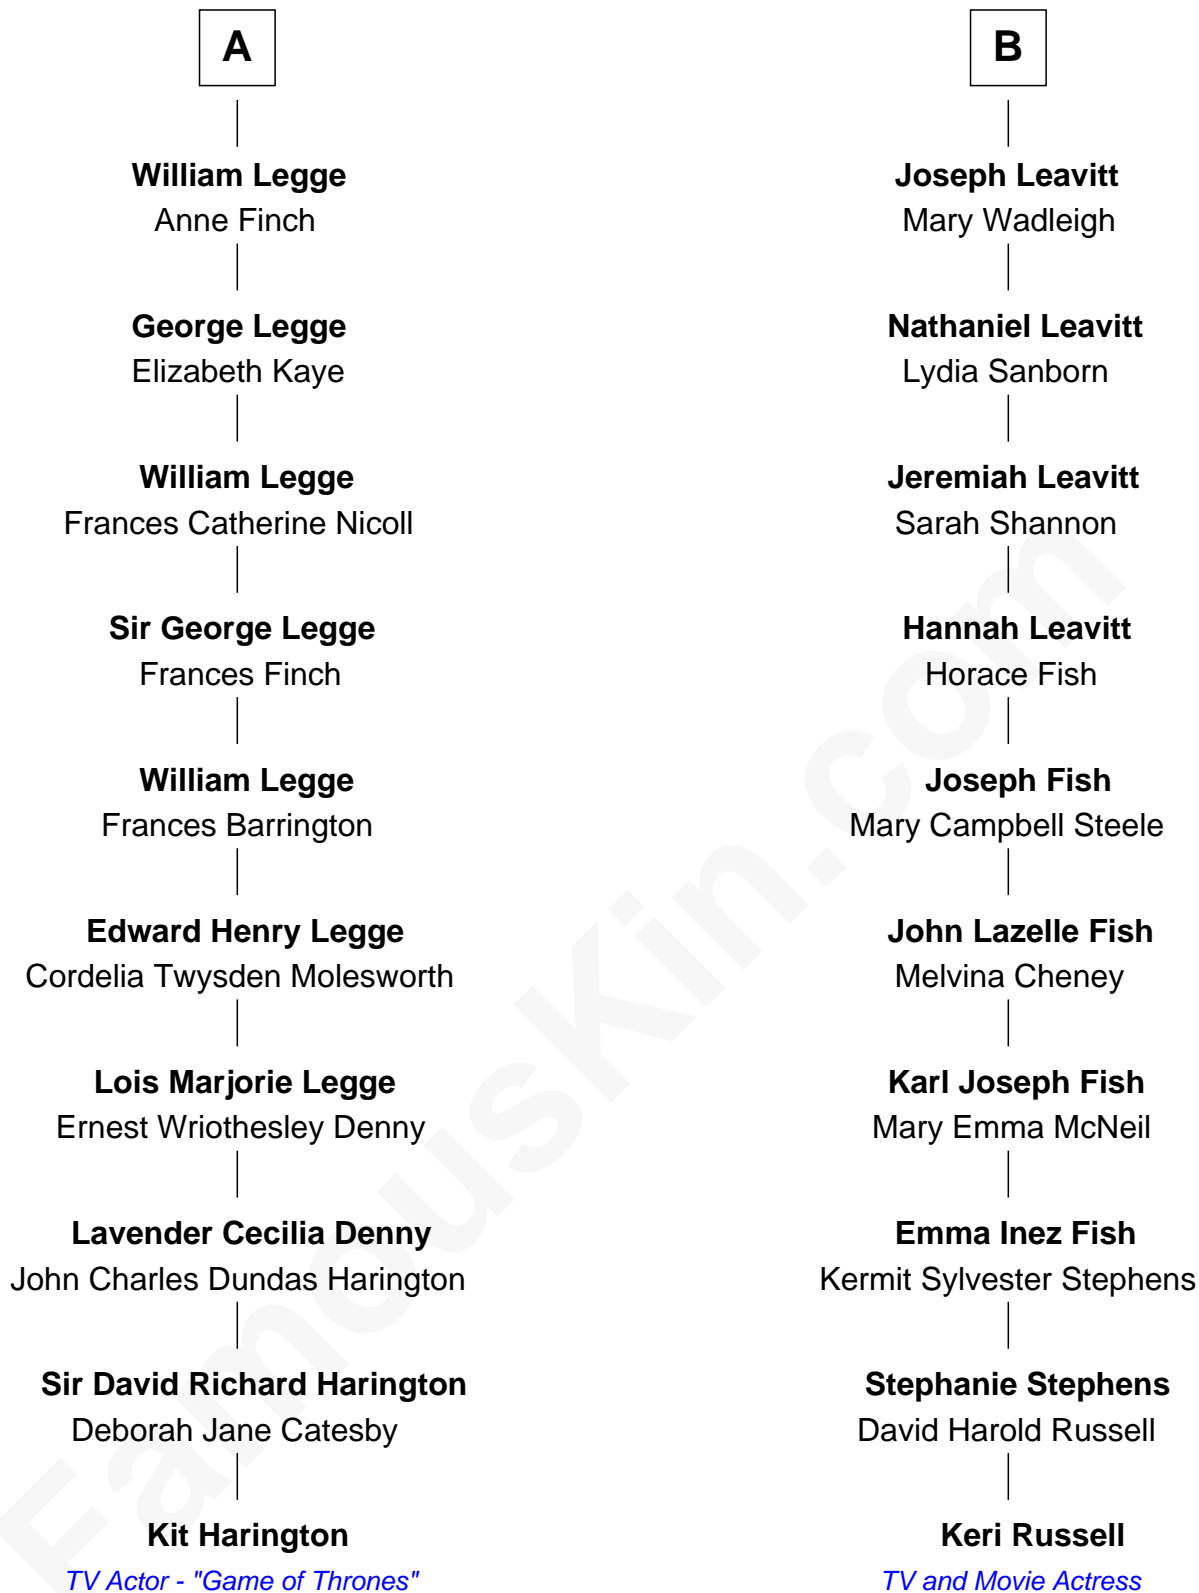 A
William Legge
Anne Finch
George Legge
Elizabeth Kaye
William Legge
Frances Catherine Nicoll
Sir George Legge
Frances Finch
William Legge
Frances Barrington
Edward Henry Legge
Cordelia Twysden Molesworth
Lois Marjorie Legge
Ernest Wriothesley Denny
Lavender Cecilia Denny
John Charles Dundas Harington
Sir David Richard Harington
Deborah Jane Catesby
Kit Harington
TV Actor - "Game of Thrones"
B
Joseph Leavitt
Mary Wadleigh
Nathaniel Leavitt
Lydia Sanborn
Jeremiah Leavitt
Sarah Shannon
Hannah Leavitt
Horace Fish
Joseph Fish
Mary Campbell Steele
John Lazelle Fish
Melvina Cheney
Karl Joseph Fish
Mary Emma McNeil
Emma Inez Fish
Kermit Sylvester Stephens
Stephanie Stephens
David Harold Russell
Keri Russell
TV and Movie Actress
FamousKin.com